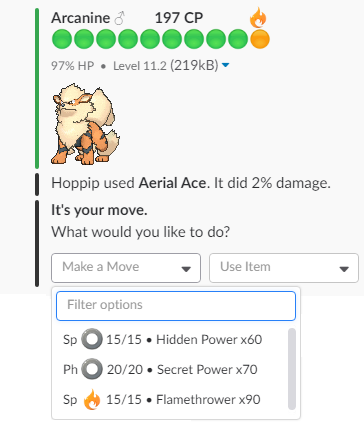 Arcanine ♂ 197 CP
97% HP • Level 11.2 (219kB)
Hoppip used Aerial Ace. It did 2% damage.
It's your move.
What would you like to do?
Make a Move Use Item
Filter options
Sp 15/15 • Hidden Power x60
Ph 20/20 • Secret Power x70
Sp 15/15 • Flamethrower x90